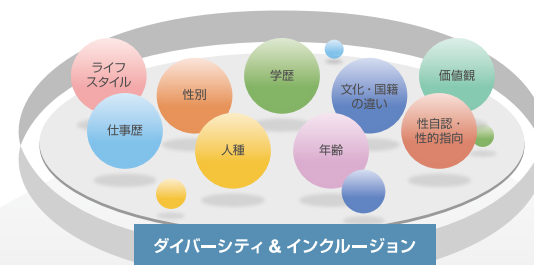 ライフ
スタイル
性別
学歴
文化・国籍
の違い
価値観
仕事歴
人種
年齢
性自認・
性的指向
ダイバーシティ & インクルージョン